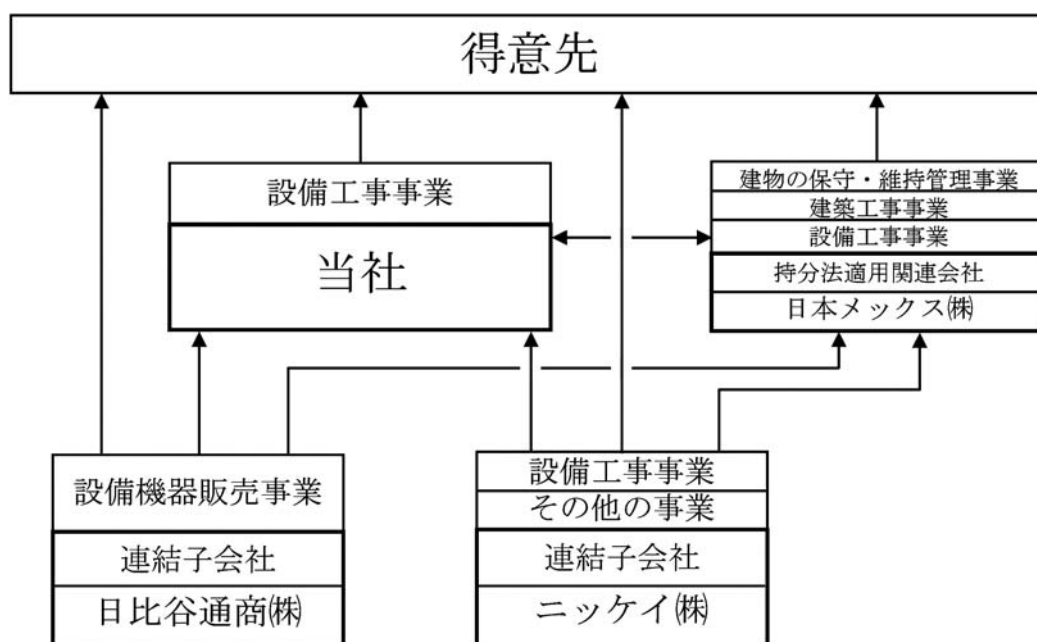 得意先
設備工事事業
当社
建物の保守・維持管理事業
建築工事事業
設備工事事業
持分法適用関連会社
日本メックス㈱
設備機器販売事業
連結子会社
日比谷通商㈱
設備工事事業
その他の事業
連結子会社
ニッケイ㈱